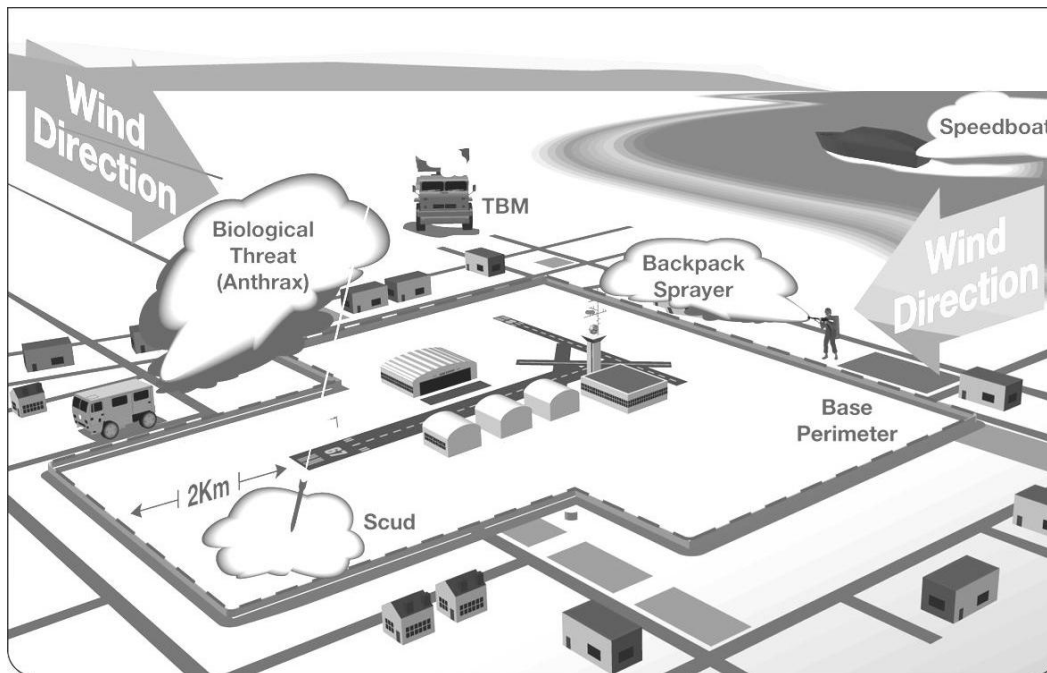 Wind
Direction
Speedboat
TBM
Biological
Threat
(Anthrax)
Backpack
Sprayer
Wind
Direction
Base
Perimeter
2Km
Scud